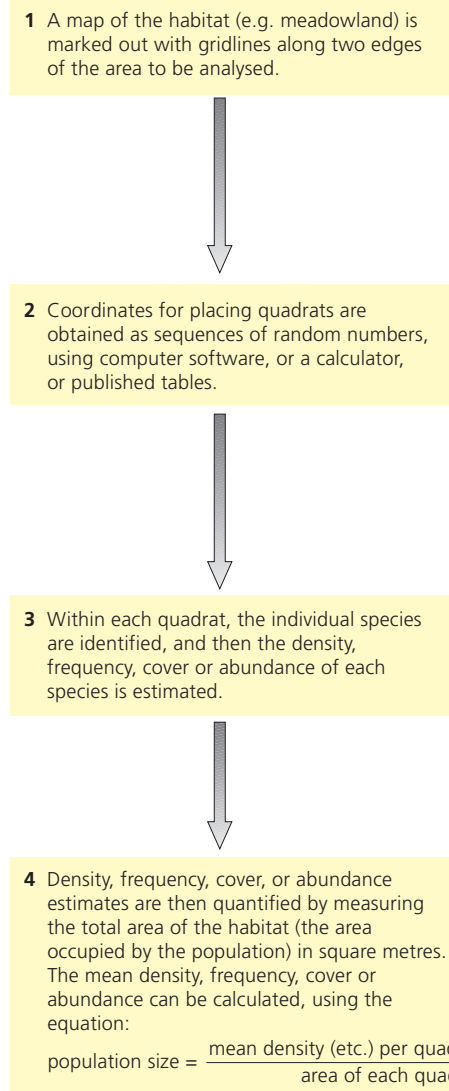 1 A map of the habitat (e.g. meadowland) is
marked out with gridlines along two edges
of the area to be analysed.
2 Coordinates for placing quadrats are
obtained as sequences of random numbers,
using computer software, or a calculator,
or published tables.
3 Within each quadrat, the individual species
are identified, and then the density,
frequency, cover or abundance of each
species is estimated.
4 Density, frequency, cover, or abundance
estimates are then quantified by measuring
the total area of the habitat (the area
occupied by the population) in square metres.
The mean density, frequency, cover or
abundance can be calculated, using the
equation:
population size = mean density (etc.) per
area of each